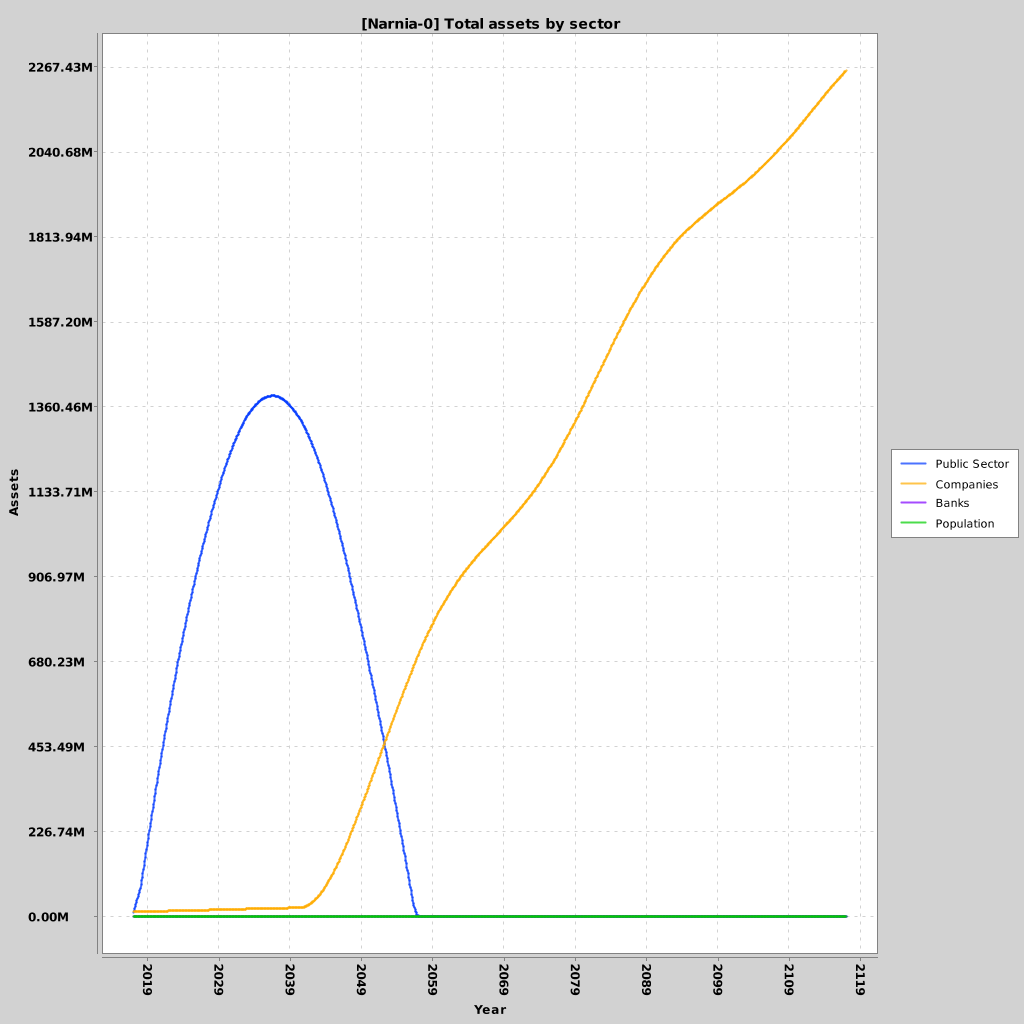 [Narnia-0] Total assets by sector
2267.43M
2040.68M
1813.94M
1587.20M
1360.46M
1133.71M
906.97M
680.23M
453.49M
226.74M
0.00M
Assets
2019 2029 2039 2049 2059 2069 2079 2089 2099 2109 2119
Year
Public Sector
Companies
Banks
Population